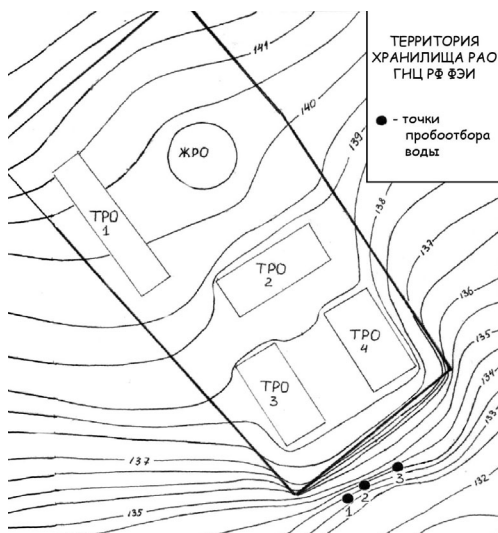 ТЕРРИТОРИЯ
ХРАНИЛИЩА РАО
ГНЦ РФ ФЭИ
- точки
пробоотбора
воды
141
140
139
138
137
136
135
134
133
132
ЖРО
ТРО
1
ТРО
2
ТРО
3
ТРО
4
137
135
1
2
3